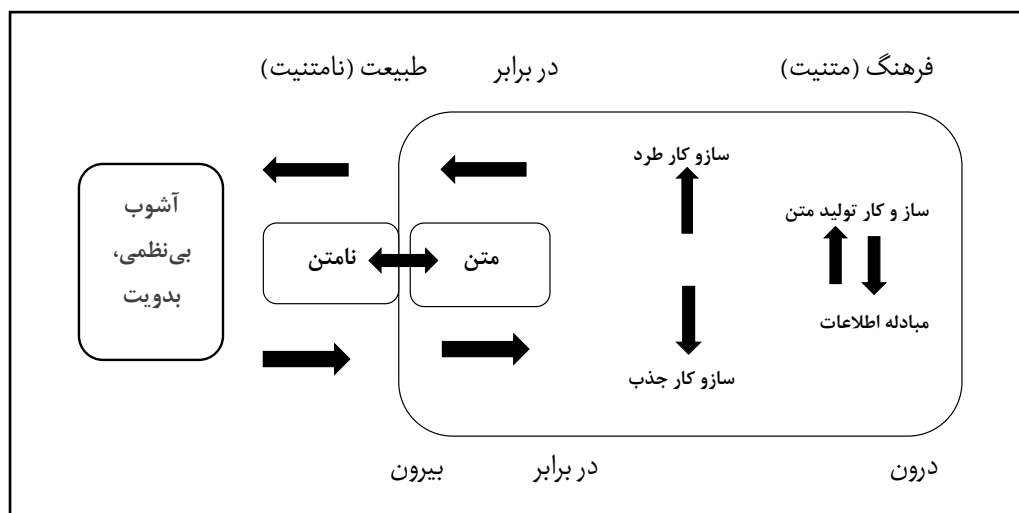 فرهنگ (متنیت)
در برابر
طبیعت (نامتنیت)
سازو کار طرد
ساز و کار تولید متن
مبادله اطلاعات
سازو کار جذب
متن
نامتن
آشوب
بی‌نظمی،
بدویت
درون
در برابر
بیرون